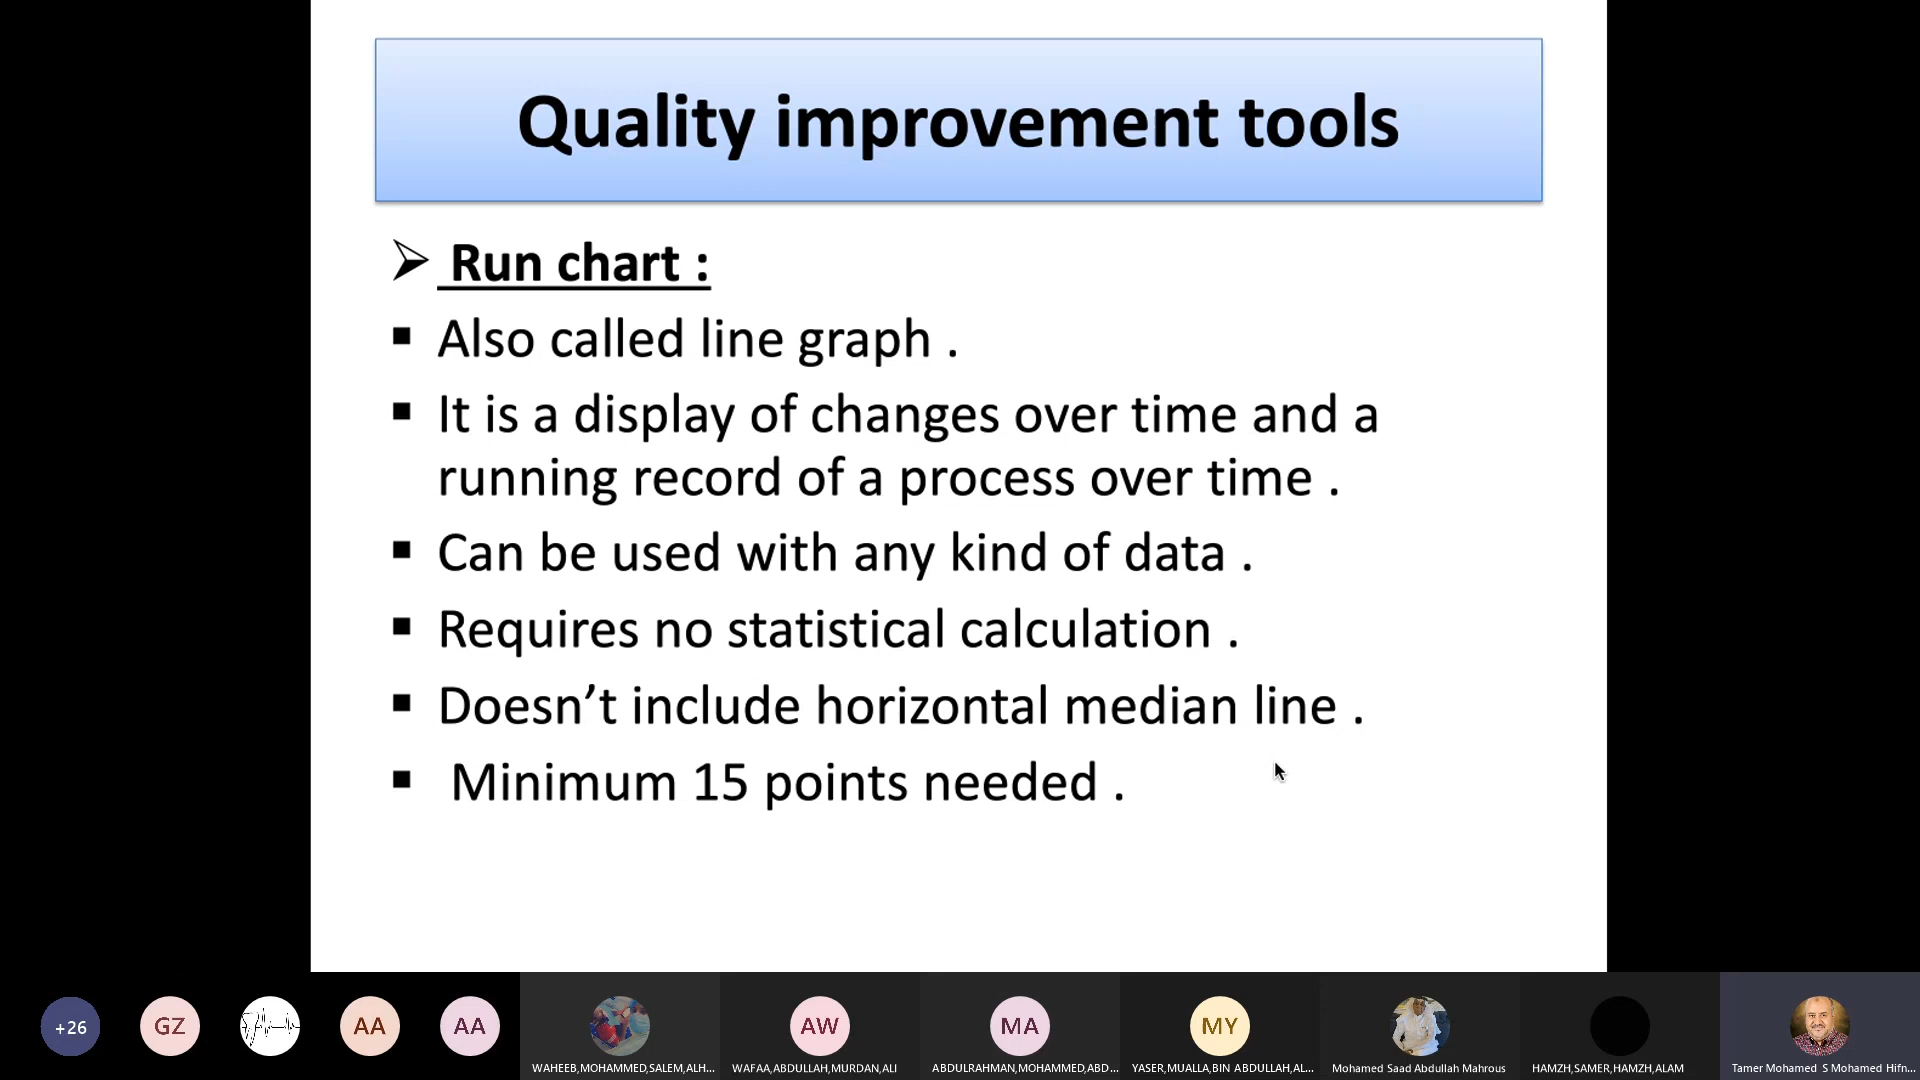 Quality improvement tools
Run chart :
Also called line graph .
It is a display of changes over time and a
running record of a process over time .
Can be used with any kind of data .
Requires no statistical calculation .
Doesn’t include horizontal median line .
Minimum 15 points needed .
+26
GZ
AA
AA
AW
MA
MY
WAHEEB,MOHAMMED,SALEM,ALH...
WAFAA,ABDULLAH,MURDAN,ALI
ABDULRAHMAN,MOHAMMED,ABD...
YASER,MUALLA,BIN ABDULLAH,AL...
Mohamed Saad Abdullah Mahrous
HAMZH,SAMER,HAMZH,ALAM
Tamer Mohamed S Mohamed Hifn...